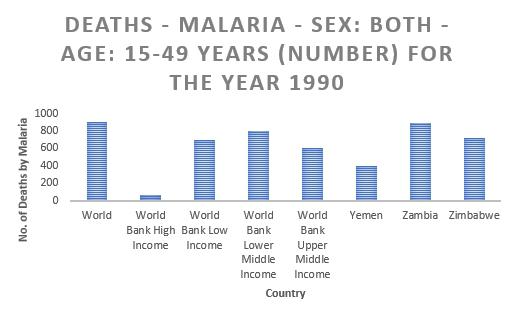 DEATHS - MALARIA - SEX: BOTH -
AGE: 15-49 YEARS (NUMBER) FOR
THE YEAR 1990
No. of Deaths by Malaria
1000
800
600
400
200
0
World
World
Bank High
Income
World
Bank Low
Income
World
Bank
Lower
Middle
Income
World
Bank
Upper
Middle
Income
Yemen
Zambia
Zimbabwe
Country